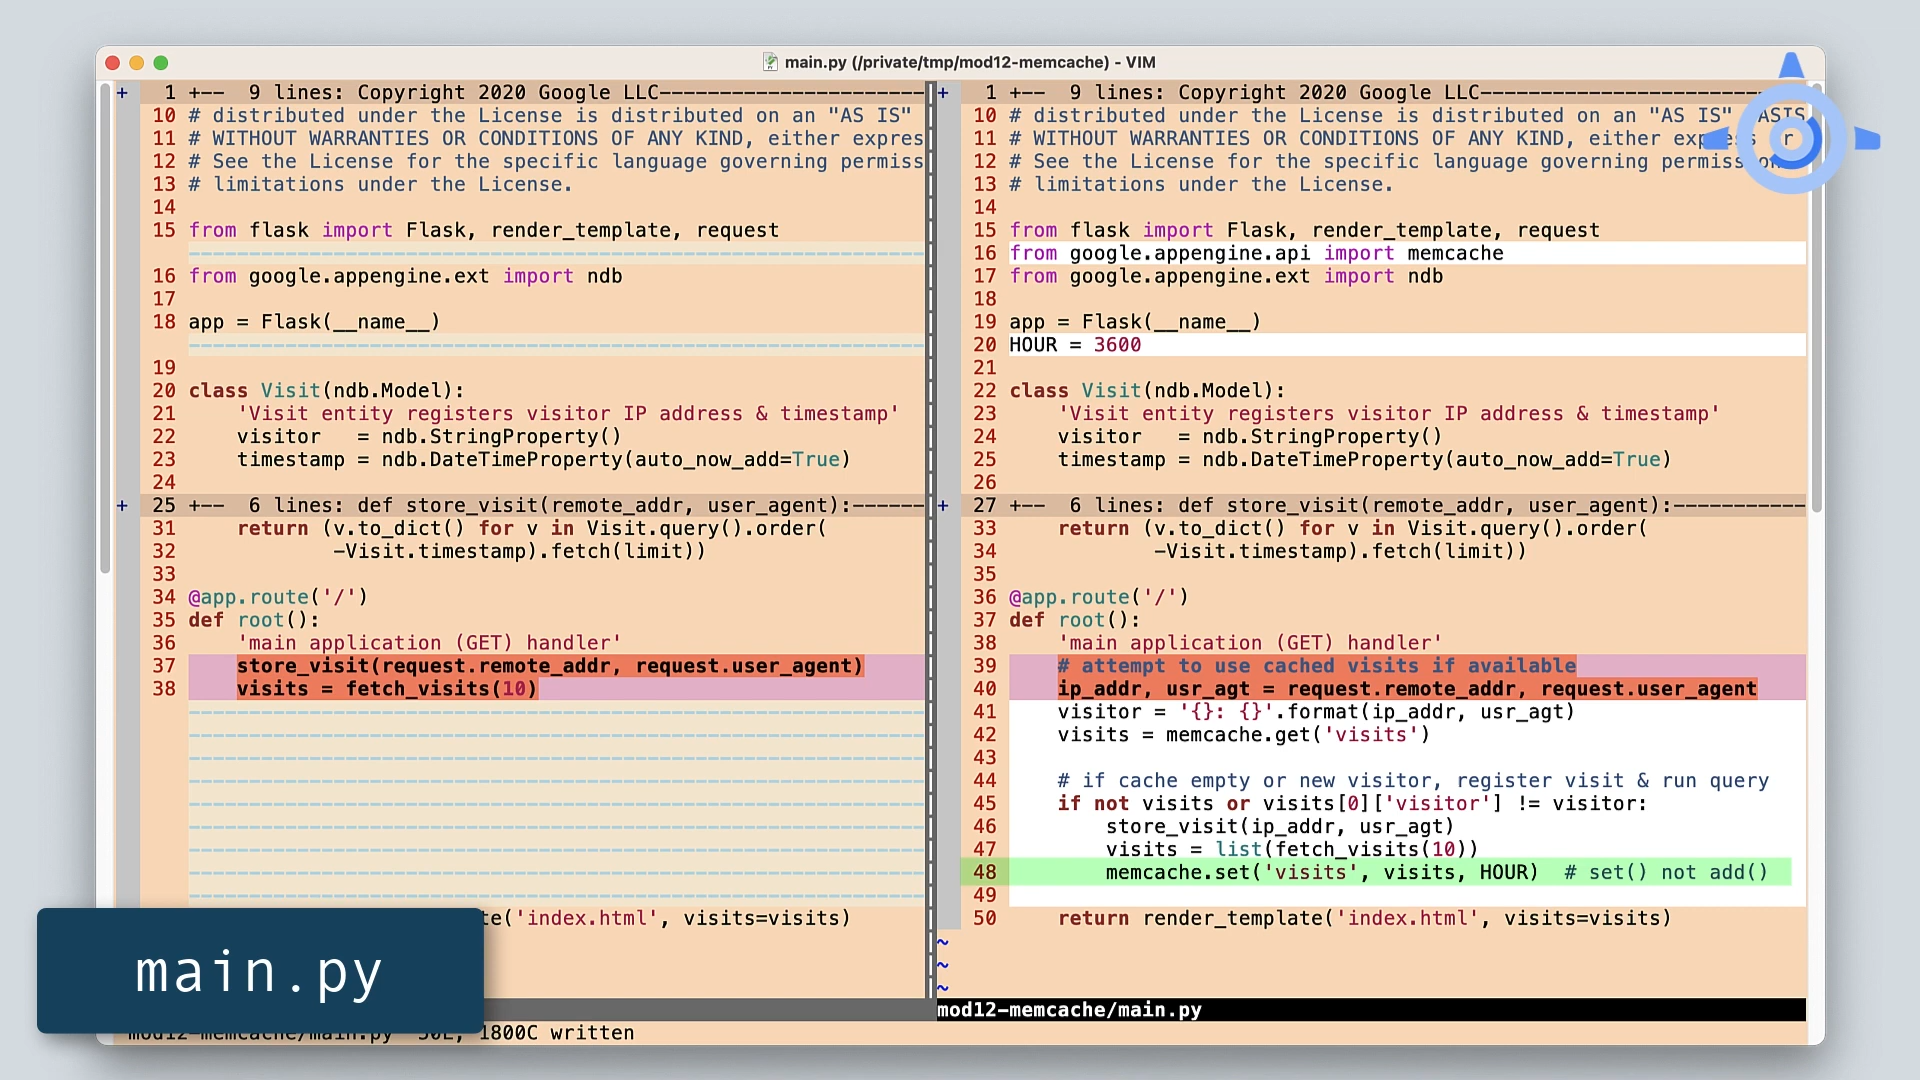 main.py (/private/tmp/mod12-memcache) - VIM
+ 1 +-- 9 lines: Copyright 2020 Google LLC
10 # distributed under the License is distributed on an "AS IS"
11 # WITHOUT WARRANTIES OR CONDITIONS OF ANY KIND, either expres
12 # See the License for the specific language governing permiss
13 # limitations under the License.
14
15 from flask import Flask, render_template, request
16 from google.appengine.ext import ndb
17
18 app = Flask(__name__)
19
20 class Visit(ndb.Model):
21     'Visit entity registers visitor IP address & timestamp'
22     visitor   = ndb.StringProperty()
23     timestamp = ndb.DateTimeProperty(auto_now_add=True)
24
+ 25 +-- 6 lines: def store_visit(remote_addr, user_agent):
31     return (v.to_dict() for v in Visit.query().order(
32             -Visit.timestamp).fetch(limit))
33
34 @app.route('/')
35 def root():
36     'main application (GET) handler'
37     store_visit(request.remote_addr, request.user_agent)
38     visits = fetch_visits(10)
te('index.html', visits=visits)
+ 1 +-- 9 lines: Copyright 2020 Google LLC
10 # distributed under the License is distributed on an "AS IS" BASIS
11 # WITHOUT WARRANTIES OR CONDITIONS OF ANY KIND, either express or
12 # See the License for the specific language governing permission
13 # limitations under the License.
14
15 from flask import Flask, render_template, request
16 from google.appengine.api import memcache
17 from google.appengine.ext import ndb
18
19 app = Flask(__name__)
20 HOUR = 3600
21
22 class Visit(ndb.Model):
23     'Visit entity registers visitor IP address & timestamp'
24     visitor   = ndb.StringProperty()
25     timestamp = ndb.DateTimeProperty(auto_now_add=True)
26
+ 27 +-- 6 lines: def store_visit(remote_addr, user_agent):
33     return (v.to_dict() for v in Visit.query().order(
34             -Visit.timestamp).fetch(limit))
35
36 @app.route('/')
37 def root():
38     'main application (GET) handler'
39     # attempt to use cached visits if available
40     ip_addr, usr_agt = request.remote_addr, request.user_agent
41     visitor = '{}: {}'.format(ip_addr, usr_agt)
42     visits = memcache.get('visits')
43
44     # if cache empty or new visitor, register visit & run query
45     if not visits or visits[0]['visitor'] != visitor:
46         store_visit(ip_addr, usr_agt)
47         visits = list(fetch_visits(10))
48         memcache.set('visits', visits, HOUR)  # set() not add()
49
50     return render_template('index.html', visits=visits)
~
~
~
mod12-memcache/main.py
main.py
mod12-memcache/main.py 50L, 1800C written